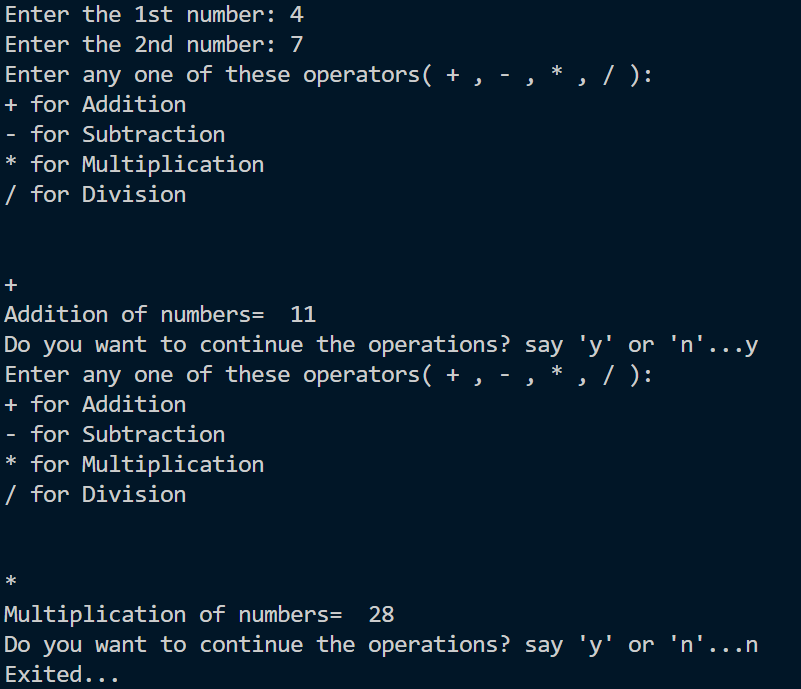 Enter the 1st number: 4
Enter the 2nd number: 7
Enter any one of these operators( + , - , * , / ):
+ for Addition
- for Subtraction
* for Multiplication
/ for Division
+
Addition of numbers=  11
Do you want to continue the operations? say 'y' or 'n'...y
Enter any one of these operators( + , - , * , / ):
+ for Addition
- for Subtraction
* for Multiplication
/ for Division
*
Multiplication of numbers=  28
Do you want to continue the operations? say 'y' or 'n'...n
Exited...